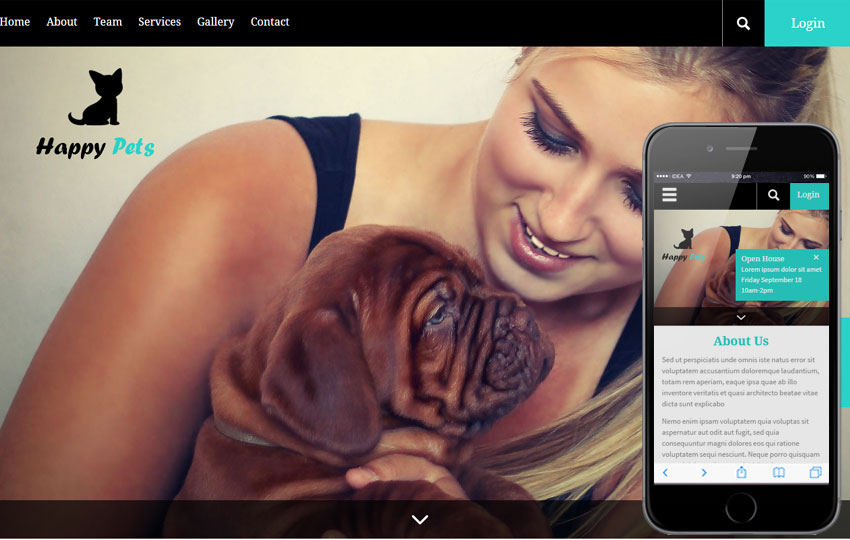 Home About Team Services Gallery Contact
Login
Happy Pets
IDEA 9:20 pm 90%
Login
Happy Pets
Open House
Lorem ipsum dolor sit amet
Friday September 18
10am-2pm
About Us
Sed ut perspiciatis unde omnis iste natus error sit
voluptatem accusantium doloremque laudantium,
totam rem aperiam, eaque ipsa quae ab illo
inventore veritatis et quasi architecto beatae vitae
dicta sunt explicabo
Nemo enim ipsam voluptatem quia voluptas sit
aspernatur aut odit aut fugit, sed quia
consequuntur magni dolores eos qui ratione
voluptatem sequi nesciunt. Neque porro quisquam